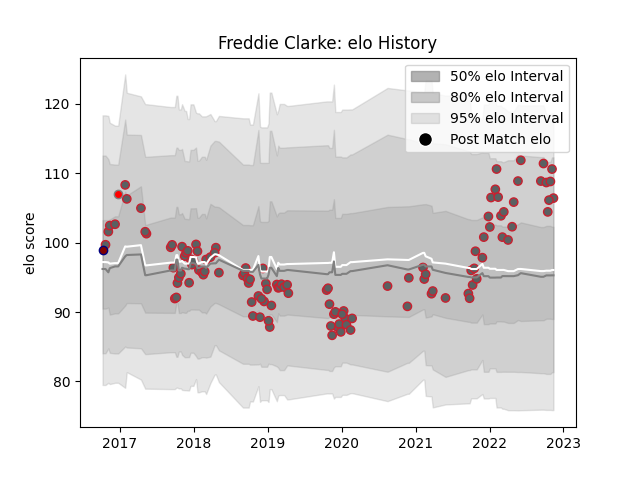 Freddie Clarke: elo History
50% elo Interval
80% elo Interval
95% elo Interval
Post Match elo
elo score
120
110
100
90
80
2017
2018
2019
2020
2021
2022
2023